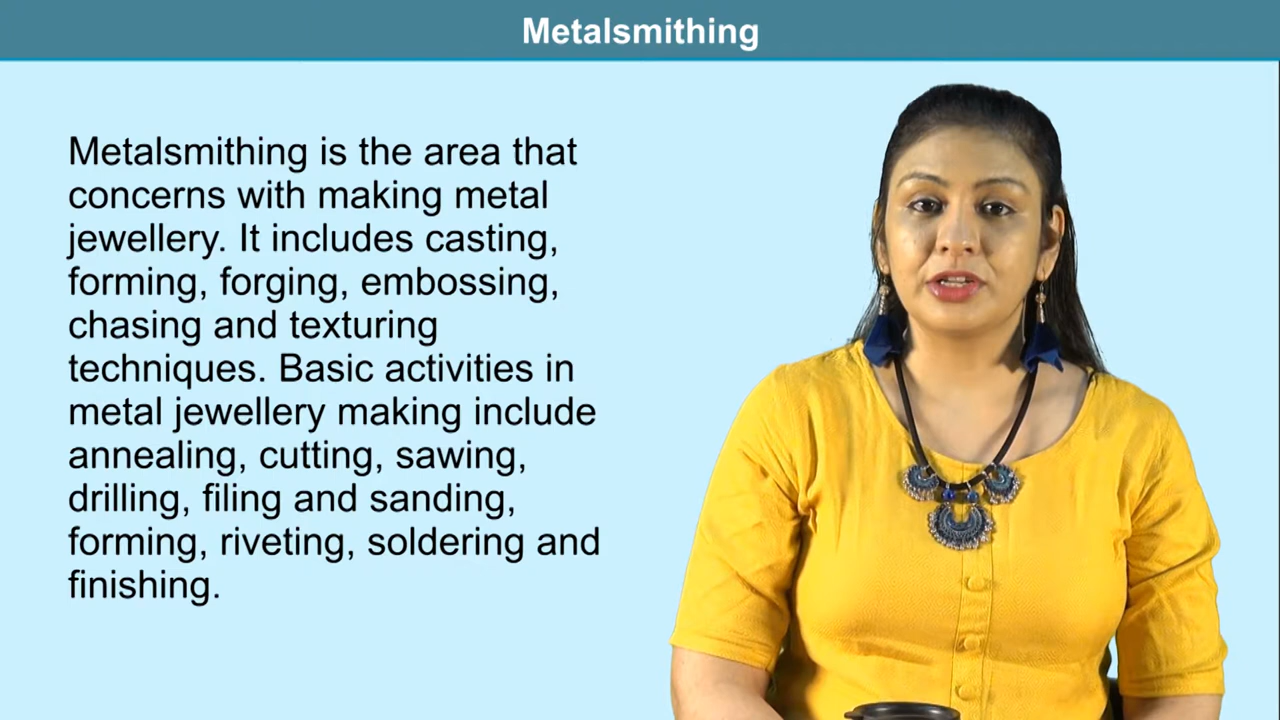 Metalsmithing
Metalsmithing is the area that
concerns with making metal
jewellery. It includes casting,
forming, forging, embossing,
chasing and texturing
techniques. Basic activities in
metal jewellery making include
annealing, cutting, sawing,
drilling, filing and sanding,
forming, riveting, soldering and
finishing.